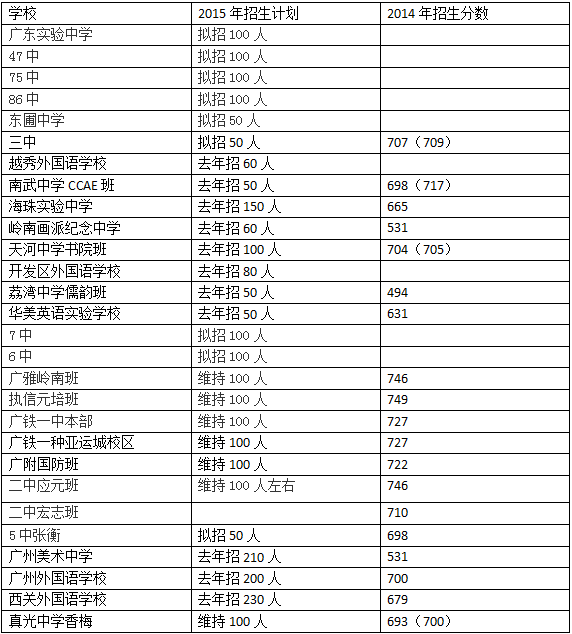 学校 2015 年招生计划 2014 年招生分数
广东实验中学 拟招 100 人
47 中 拟招 100 人
75 中 拟招 100 人
86 中 拟招 100 人
东圃中学 拟招 50 人
三中 拟招 50 人 707（709）
越秀外国语学校 去年招 60 人
南武中学 CCAE 班 去年招 50 人 698（717）
海珠实验中学 去年招 150 人 665
岭南画派纪念中学 去年招 60 人 531
天河中学书院班 去年招 100 人 704（705）
开发区外国语学校 去年招 80 人
荔湾中学儒韵班 去年招 50 人 494
华美英语实验学校 去年招 50 人 631
7 中 拟招 100 人
6 中 拟招 100 人
广雅岭南班 维持 100 人 746
执信元培班 维持 100 人 749
广铁一中本部 维持 100 人 727
广铁一种亚运城校区 维持 100 人 727
广附国防班 维持 100 人 722
二中应元班 维持 100 人左右 746
二中宏志班 710
5 中张衡 拟招 50 人 698
广州美术中学 去年招 210 人 531
广州外国语学校 去年招 200 人 700
西关外国语学校 去年招 230 人 679
真光中学香梅 维持 100 人 693（700）